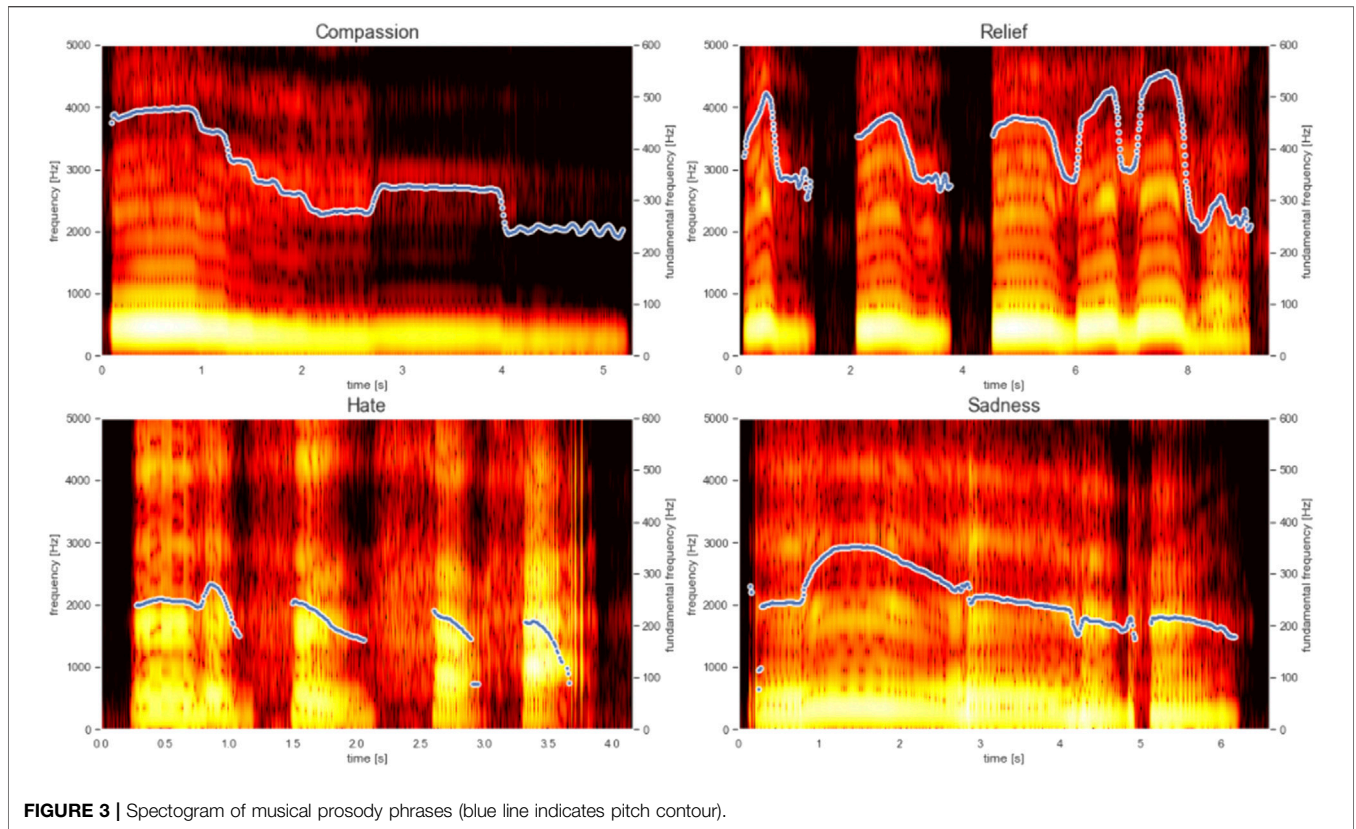 Compassion
5000
4000
3000
2000
1000
0
frequency [Hz]
600
500
400
300
200
100
0
fundamental frequency [Hz]
0 1 2 3 4 5
time [s]
Relief
5000
4000
3000
2000
1000
0
frequency [Hz]
600
500
400
300
200
100
0
fundamental frequency [Hz]
0 2 4 6 8
time [s]
Hate
5000
4000
3000
2000
1000
0
frequency [Hz]
600
500
400
300
200
100
0
fundamental frequency [Hz]
0.0 0.5 1.0 1.5 2.0 2.5 3.0 3.5 4.0
time [s]
Sadness
5000
4000
3000
2000
1000
0
frequency [Hz]
600
500
400
300
200
100
0
fundamental frequency [Hz]
0 1 2 3 4 5 6
time [s]
FIGURE 3 | Spectogram of musical prosody phrases (blue line indicates pitch contour).